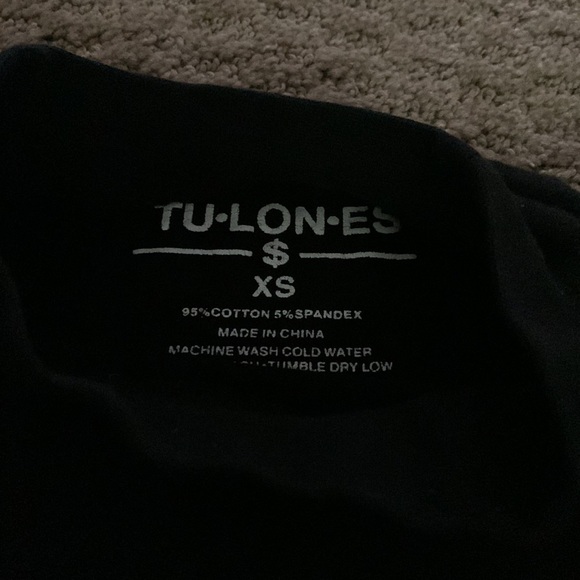 TU•LON•ES
$
XS
95%COTTON 5%SPANDEX
MADE IN CHINA
MACHINE WASH COLD WATER
TUMBLE DRY LOW